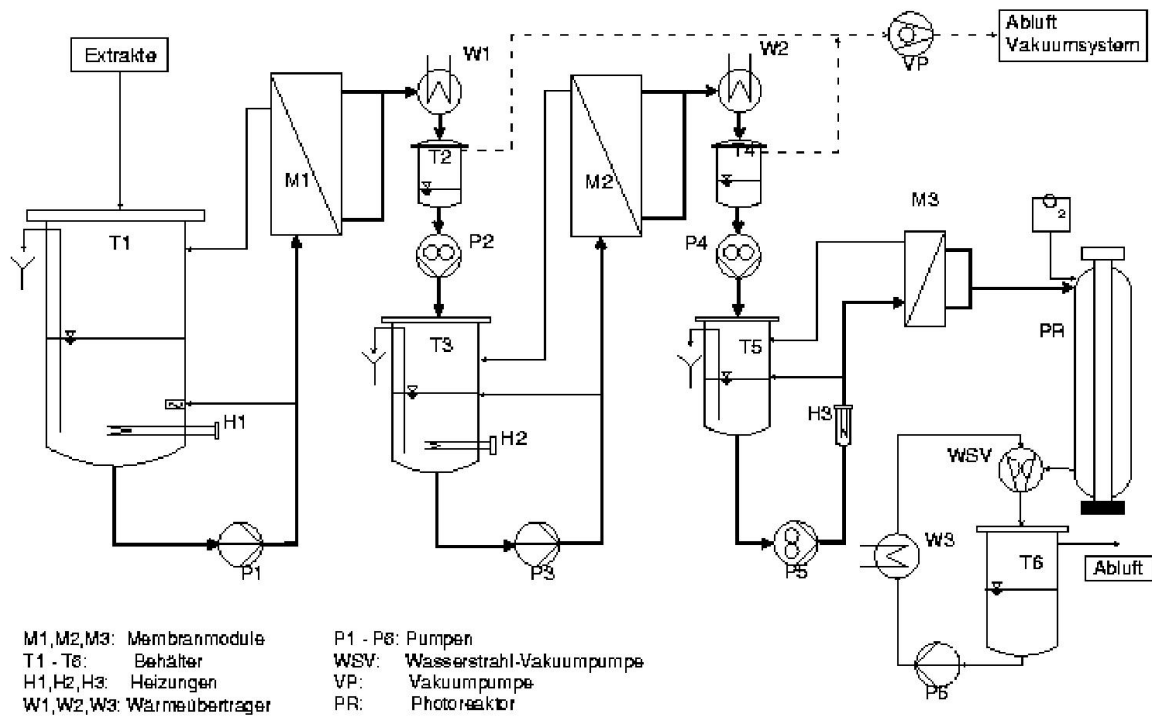 Extrakte
W1
W2
VP
Abluft
Vakuumsystem
T2
T4
M1
M2
M3
O2
T1
P2
P4
T3
T5
PR
H1
H2
H3
WSV
W3
T6
Abluft
P1
P3
P5
P6
M1,M2,M3: Membranmodule
T1 - T6: Behälter
H1,H2,H3: Heizungen
W1,W2,W3: Wärmeübertrager
P1 - P6: Pumpen
WSV: Wasserstrahl-Vakuumpumpe
VP: Vakuumpumpe
PR: Photoreaktor